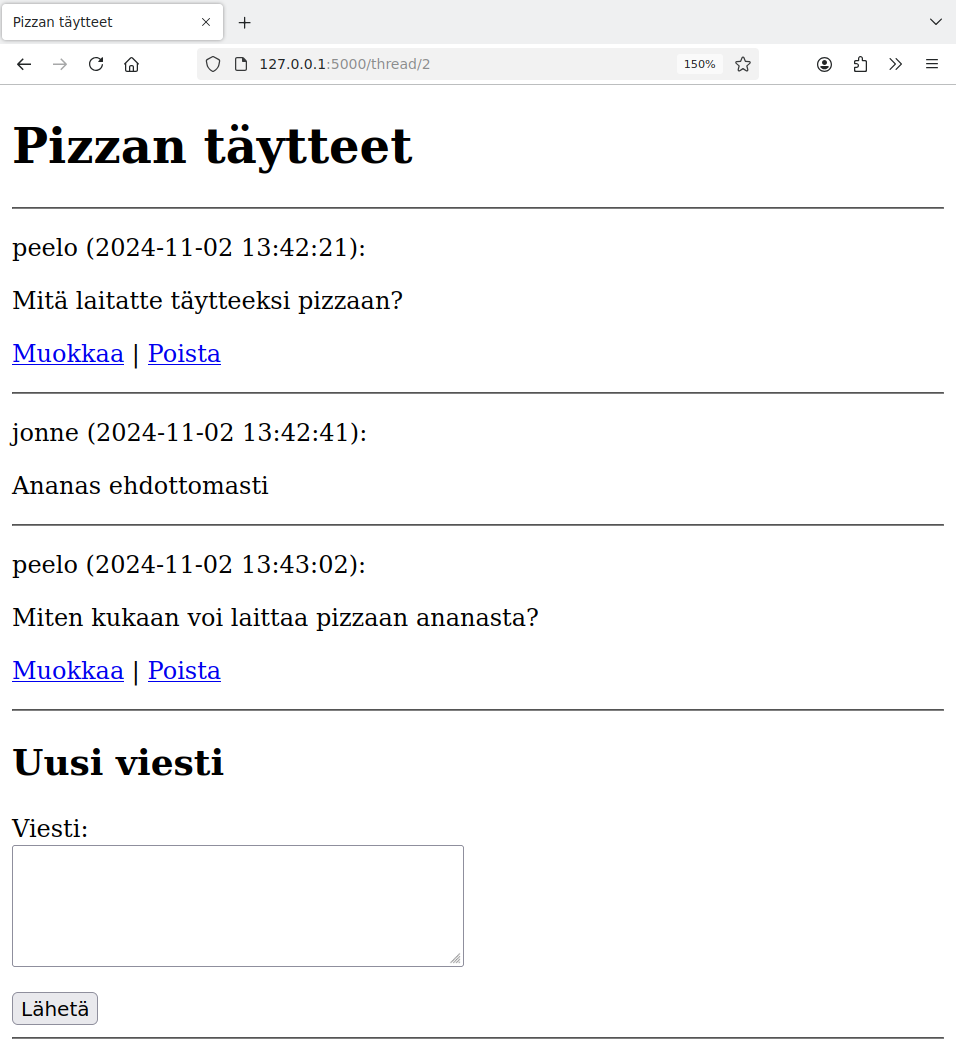 Pizzan täytteet
127.0.0.1:5000/thread/2
150%
Pizzan täytteet
peelo (2024-11-02 13:42:21):
Mitä laitatte täytteeksi pizzaan?
Muokkaa | Poista
jonne (2024-11-02 13:42:41):
Ananas ehdottomasti
peelo (2024-11-02 13:43:02):
Miten kukaan voi laittaa pizzaan ananasta?
Muokkaa | Poista
Uusi viesti
Viesti:
Lähetä